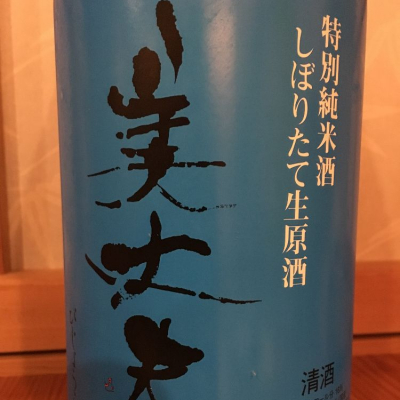 特別純米酒
しぼりたて生原酒
美丈夫
清酒